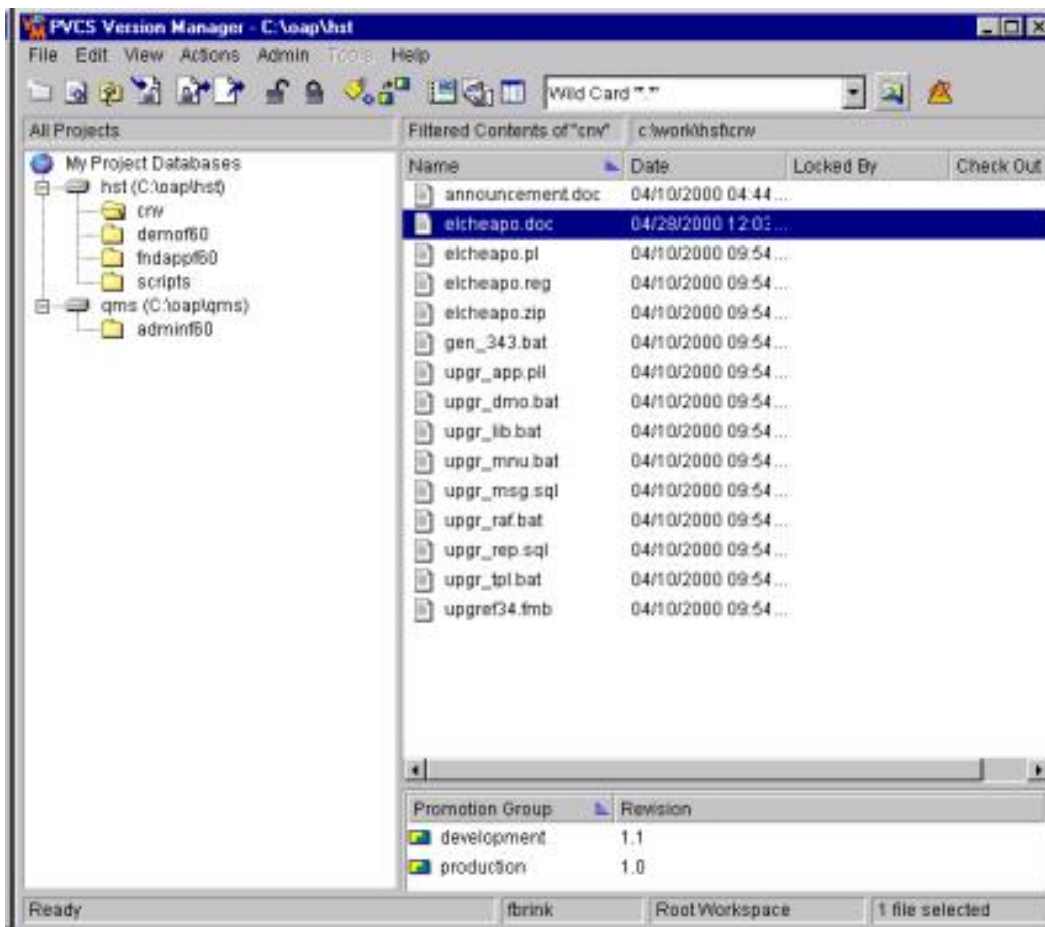 PVCS Version Manager - C:\oap\hst
File Edit View Actions Admin Tools Help
Wild Card "*.*"
All Projects
Filtered Contents of "cnv" c:\work\hst\cnv
My Project Databases
hst (C:\oap\hst)
cnv
demof60
fndappf60
scripts
qms (C:\oap\qms)
adminf60
Name Date Locked By Check Out
announcement.doc 04/10/2000 04:44...
elcheapo.doc 04/28/2000 12:03...
elcheapo.pl 04/10/2000 09:54...
elcheapo.reg 04/10/2000 09:54...
elcheapo.zip 04/10/2000 09:54...
gen_343.bat 04/10/2000 09:54...
upgr_app.pll 04/10/2000 09:54...
upgr_dmo.bat 04/10/2000 09:54...
upgr_lib.bat 04/10/2000 09:54...
upgr_mnu.bat 04/10/2000 09:54...
upgr_msg.sql 04/10/2000 09:54...
upgr_raf.bat 04/10/2000 09:54...
upgr_rep.sql 04/10/2000 09:54...
upgr_tpl.bat 04/10/2000 09:54...
upgref34.fmb 04/10/2000 09:54...
Promotion Group Revision
development 1.1
production 1.0
Ready fbrink Root Workspace 1 file selected